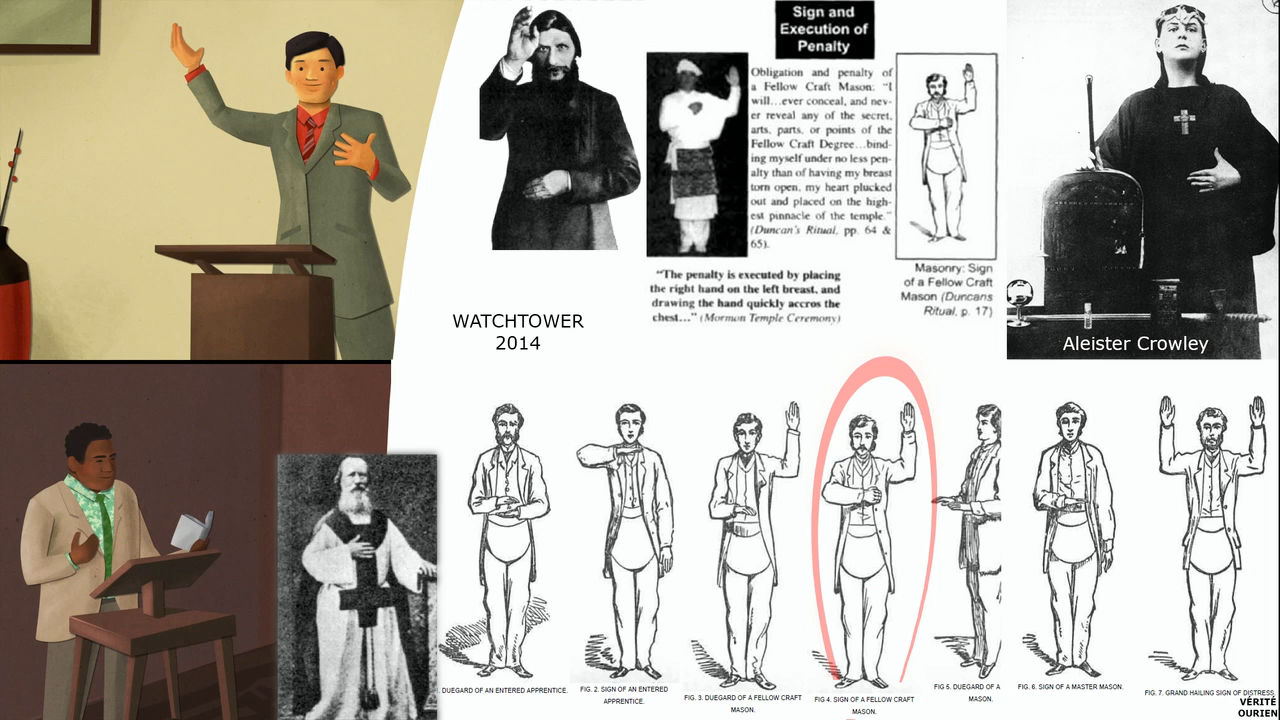 Sign and
Execution of
Penalty
Obligation and penalty of
a Fellow Craft Mason: "I
will...ever conceal, and nev-
er reveal any of the secret,
arts, parts, or points of the
Fellow Craft Degree...bind-
ing myself under no less pen-
alty than of having my breast
torn open, my heart plucked
out and placed on the high-
est pinnacle of the temple."
(Duncan's Ritual, pp. 64 &
65).
"The penalty is executed by placing
the right hand on the left breast, and
drawing the hand quickly accros the
chest..." (Mormon Temple Ceremony)
Masonry: Sign
of a Fellow Craft
Mason (Duncans
Ritual, p. 17)
WATCHTOWER
2014
Aleister Crowley
. DUEGARD OF AN ENTERED APPRENTICE.
FIG. 2. SIGN OF AN ENTERED
APPRENTICE.
FIG. 3. DUEGARD OF A FELLOW CRAFT
MASON.
FIG 4. SIGN OF A FELLOW CRAFT
MASON.
FIG 5. DUEGARD OF A
MASON.
FIG. 6. SIGN OF A MASTER MASON.
FIG. 7. GRAND HAILING SIGN OF DISTRESS
VÉRITÉ
OURIEN